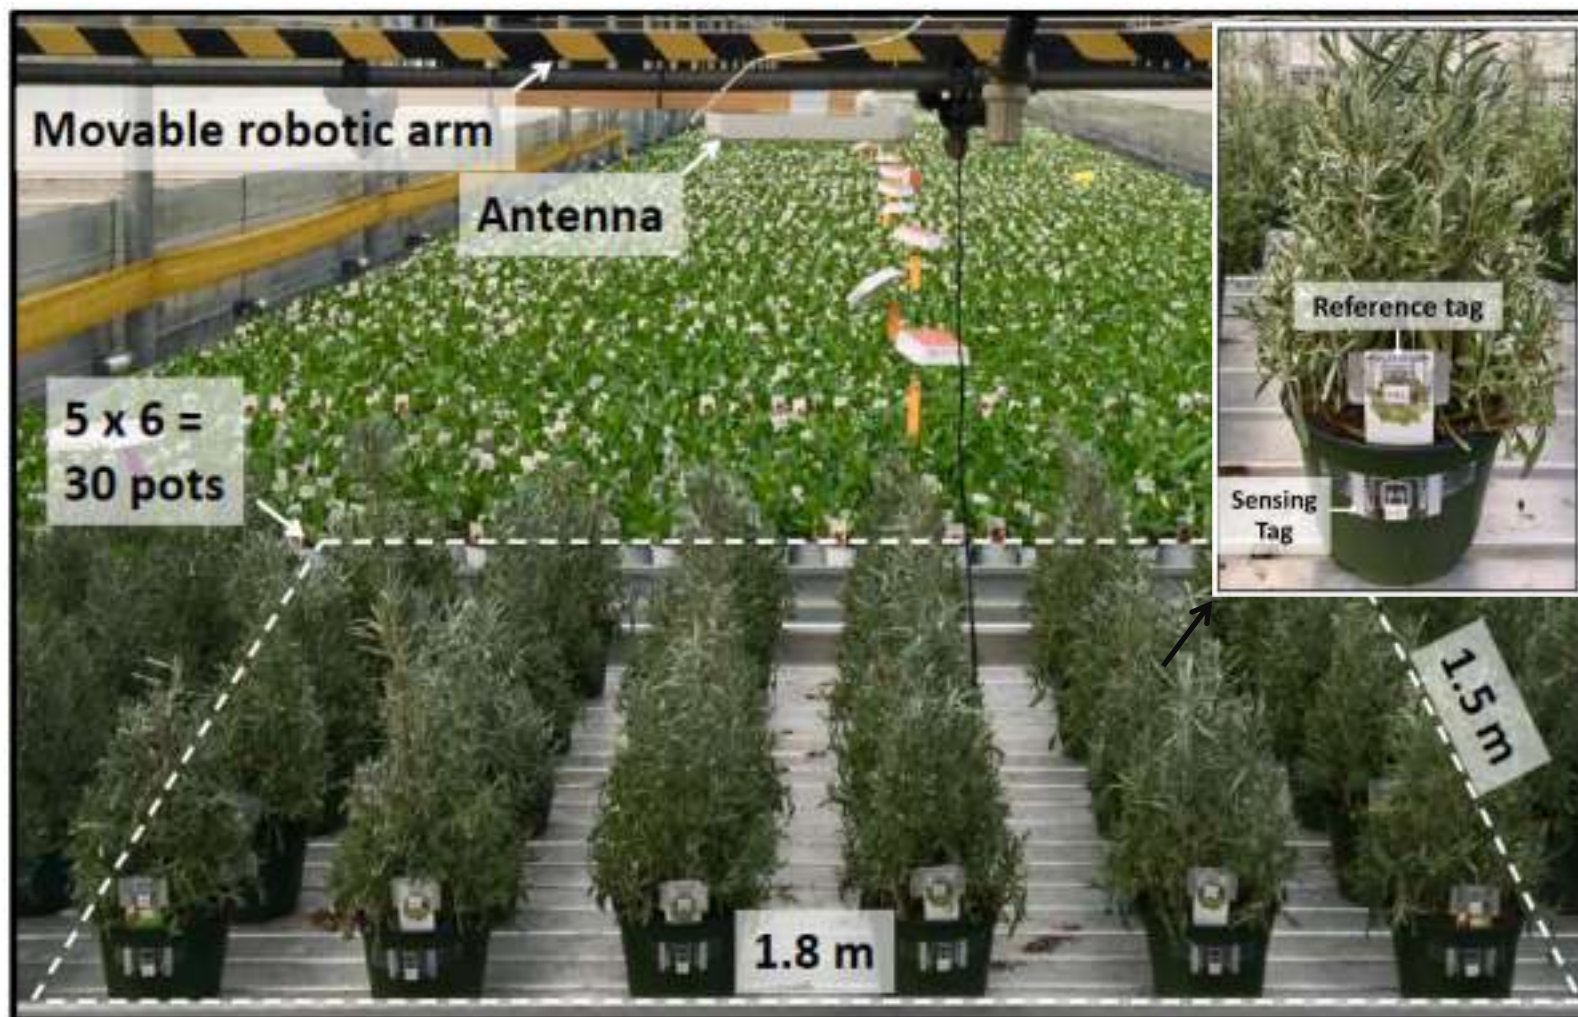 Movable robotic arm
Antenna
Reference tag
5 x 6 =
30 pots
Sensing
Tag
1.5 m
1.8 m